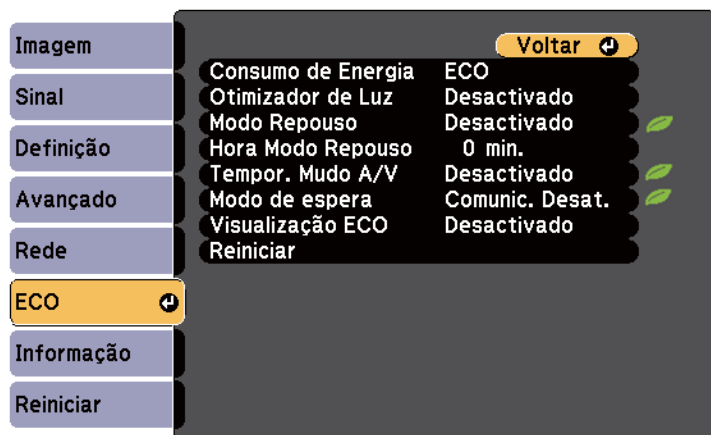 Imagem
Sinal
Definição
Avançado
Rede
ECO
Informação
Reiniciar
Voltar
Consumo de Energia ECO
Otimizador de Luz Desactivado
Modo Repouso Desactivado
Hora Modo Repouso 0 min.
Tempor. Mudo A/V Desactivado
Modo de espera Comunic. Desat.
Visualização ECO Desactivado
Reiniciar